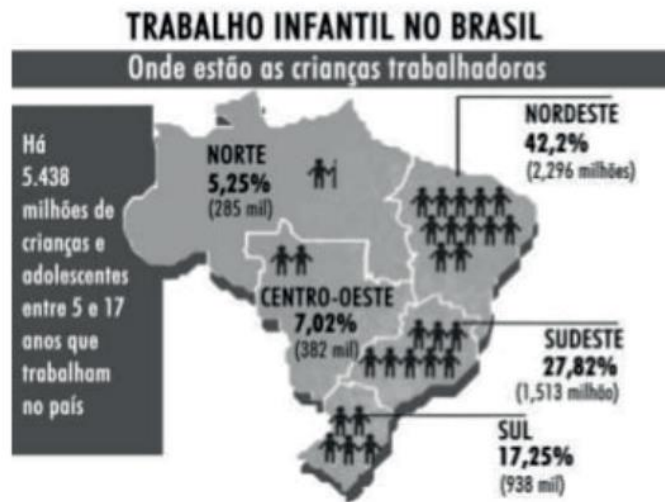 TRABALHO INFANTIL NO BRASIL
Onde estão as crianças trabalhadoras
Há
5.438
milhões de
crianças e
adolescentes
entre 5 e 17
anos que
trabalham
no país
NORTE
5,25%
(285 mil)
NORDESTE
42,2%
(2,296 milhões)
CENTRO-OESTE
7,02%
(382 mil)
SUDESTE
27,82%
(1,513 milhão)
SUL
17,25%
(938 mil)